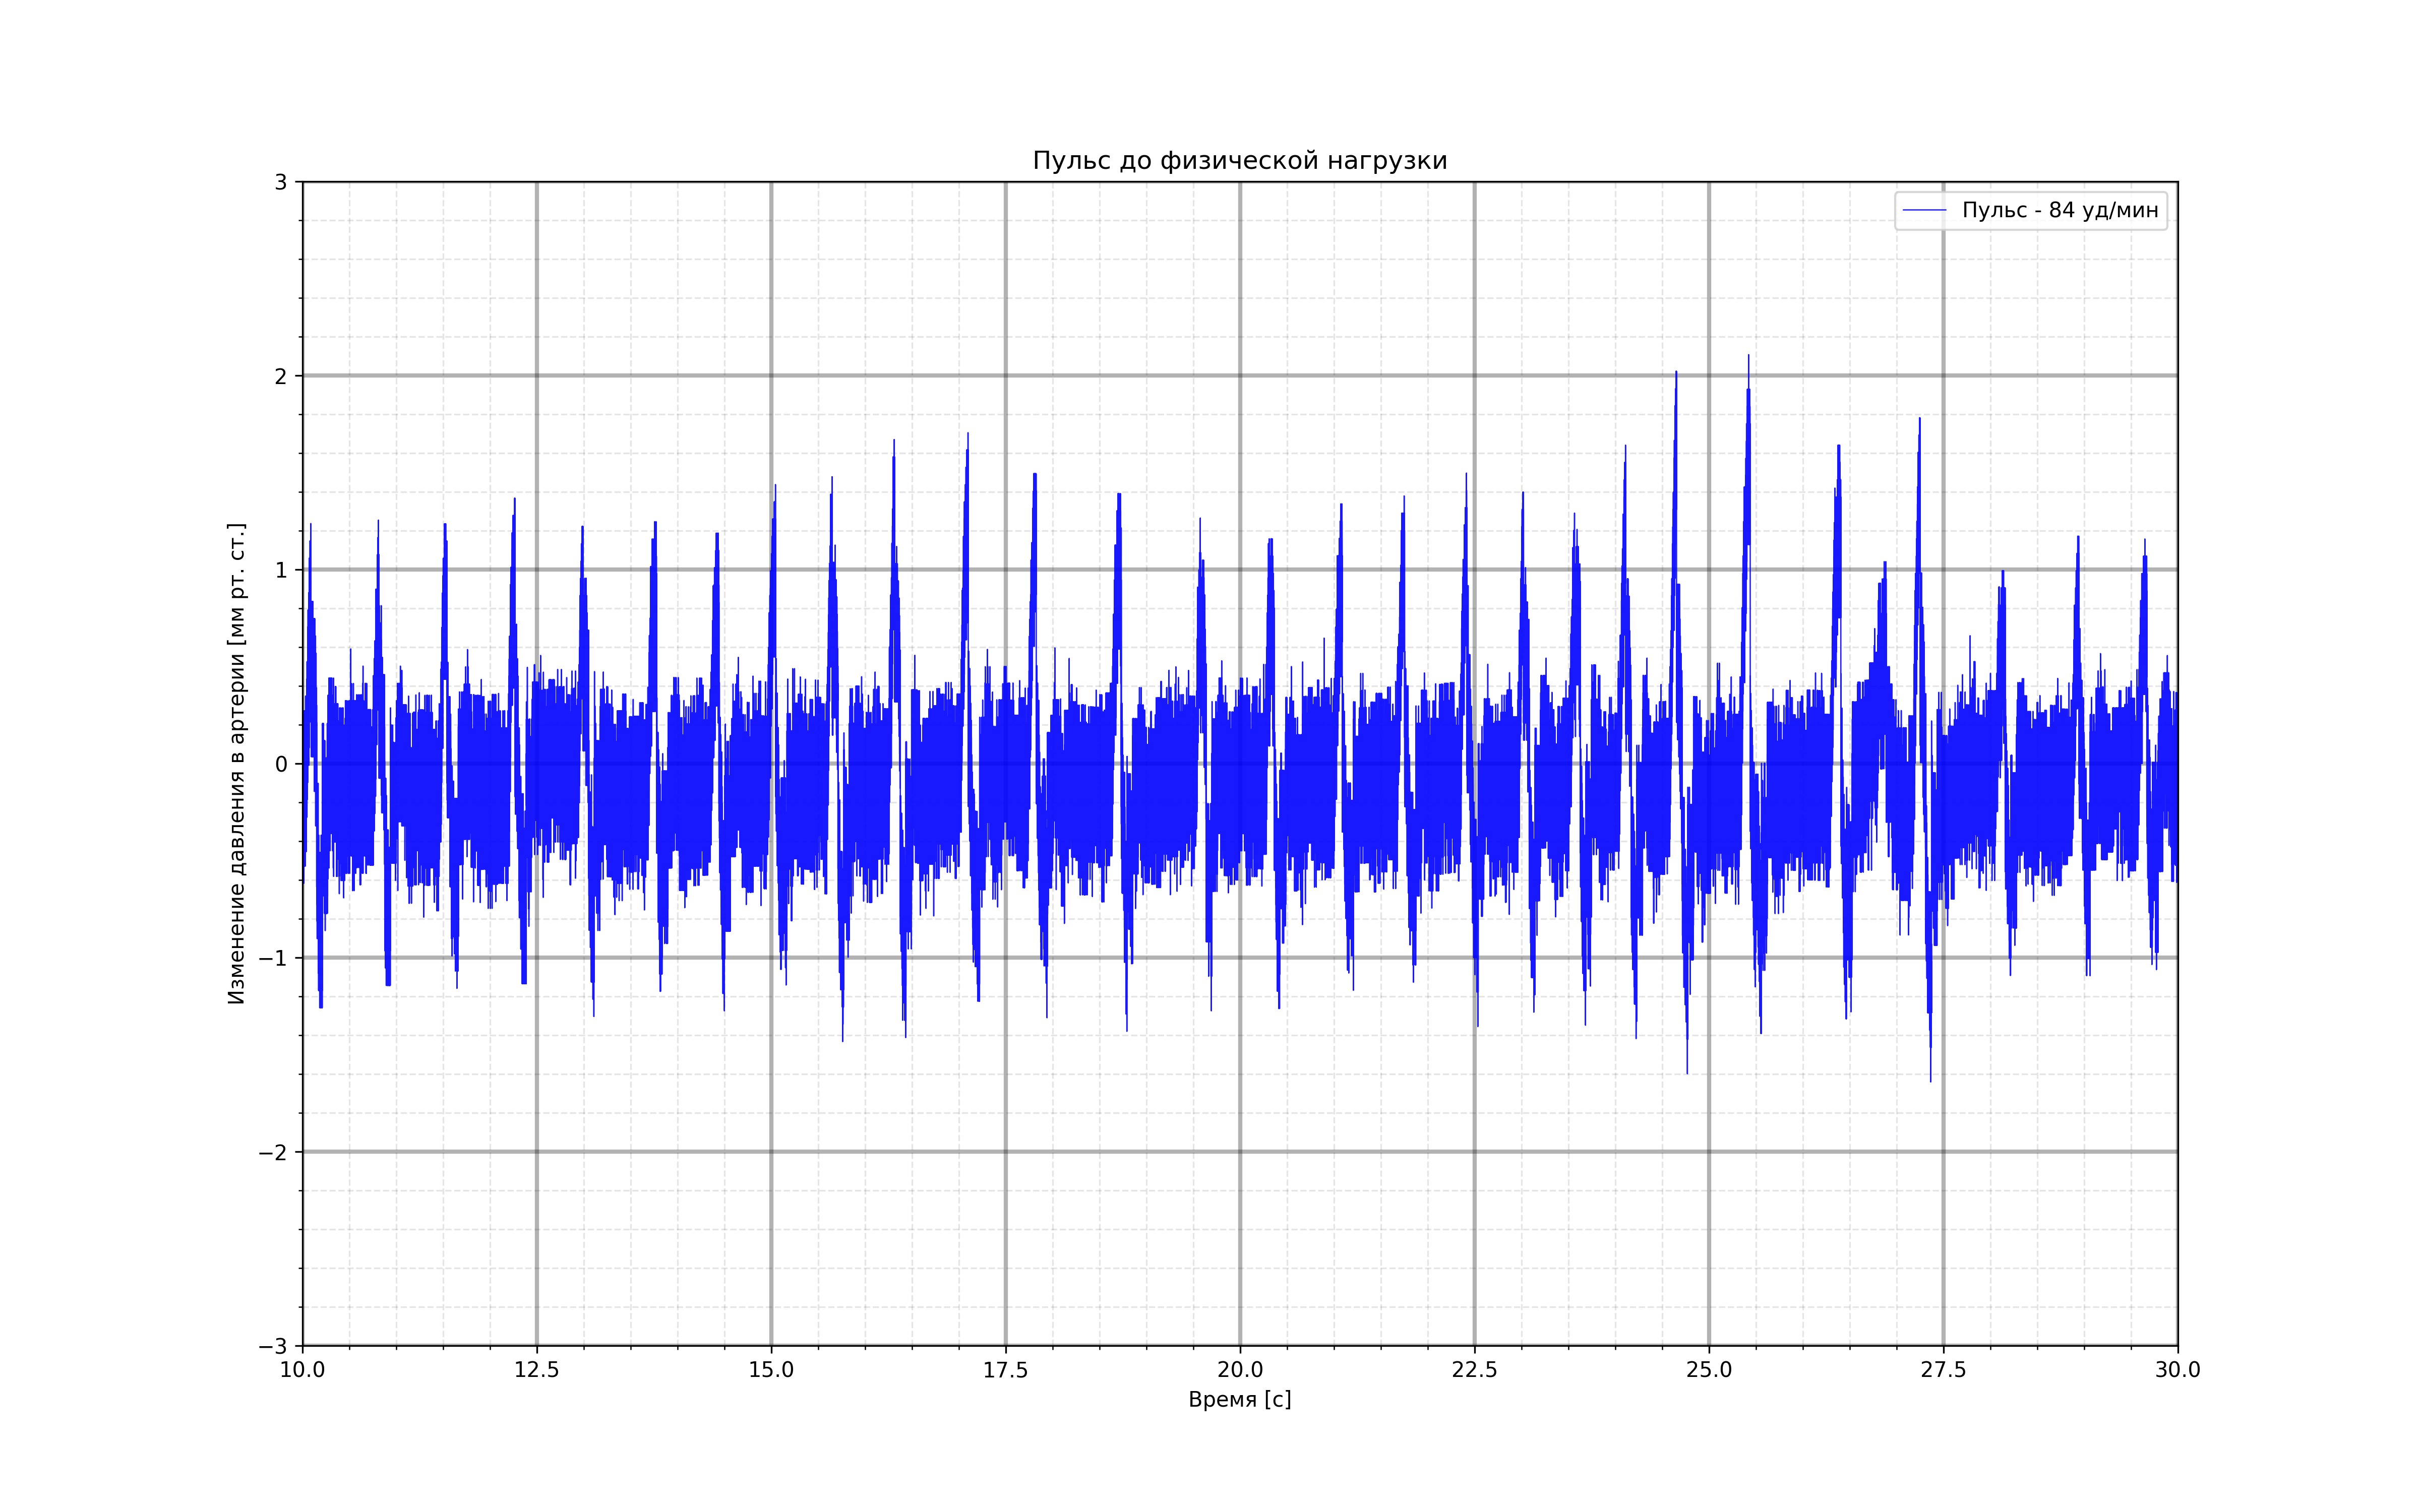 Пульс до физической нагрузки
Пульс - 84 уд/мин
Изменение давления в артерии [мм рт. ст.]
3
2
1
0
−1
−2
−3
10.0 12.5 15.0 17.5 20.0 22.5 25.0 27.5 30.0
Время [с]